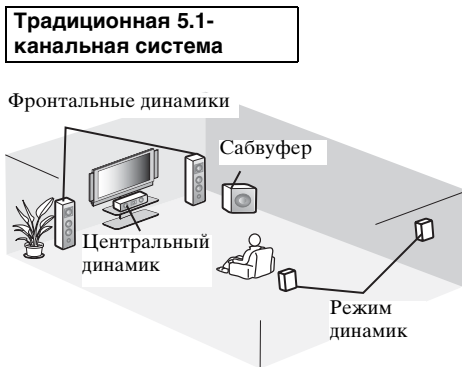 Традиционная 5.1-
канальная система
Фронтальные динамики
Сабвуфер
Центральный
динамик
Режим
динамик